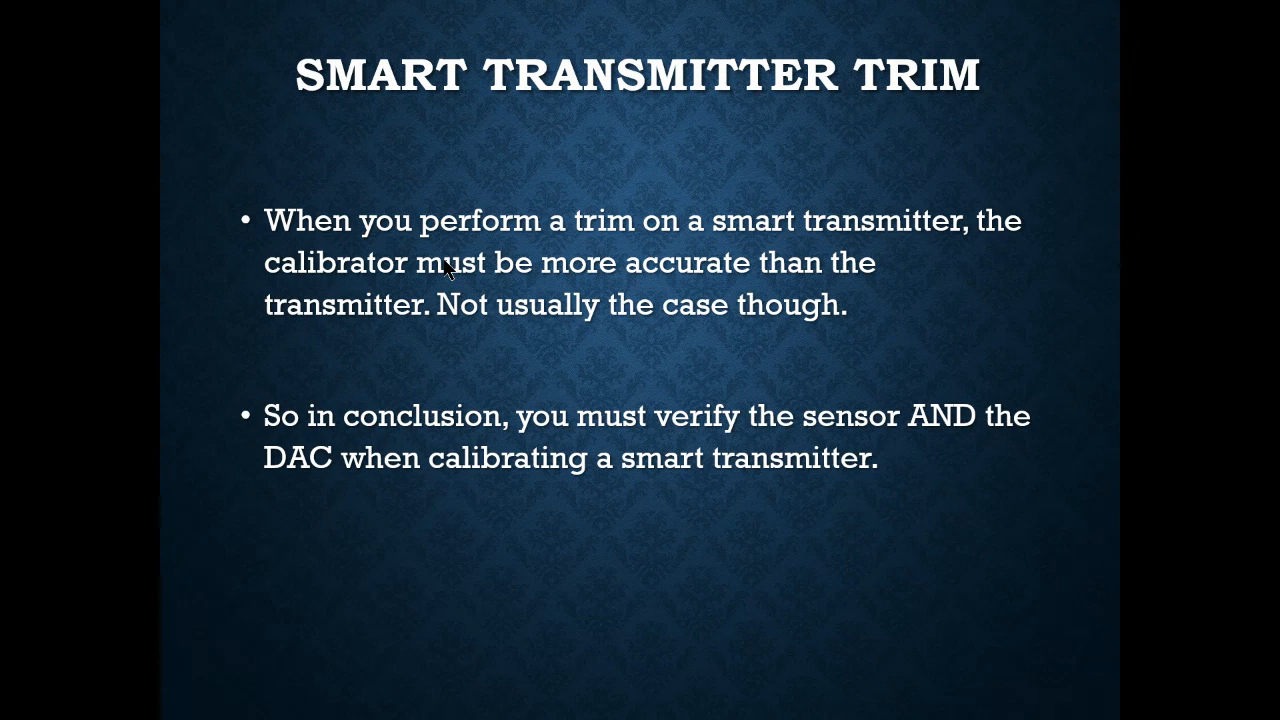 SMART TRANSMITTER TRIM
• When you perform a trim on a smart transmitter, the
calibrator must be more accurate than the
transmitter. Not usually the case though.
• So in conclusion, you must verify the sensor AND the
DAC when calibrating a smart transmitter.